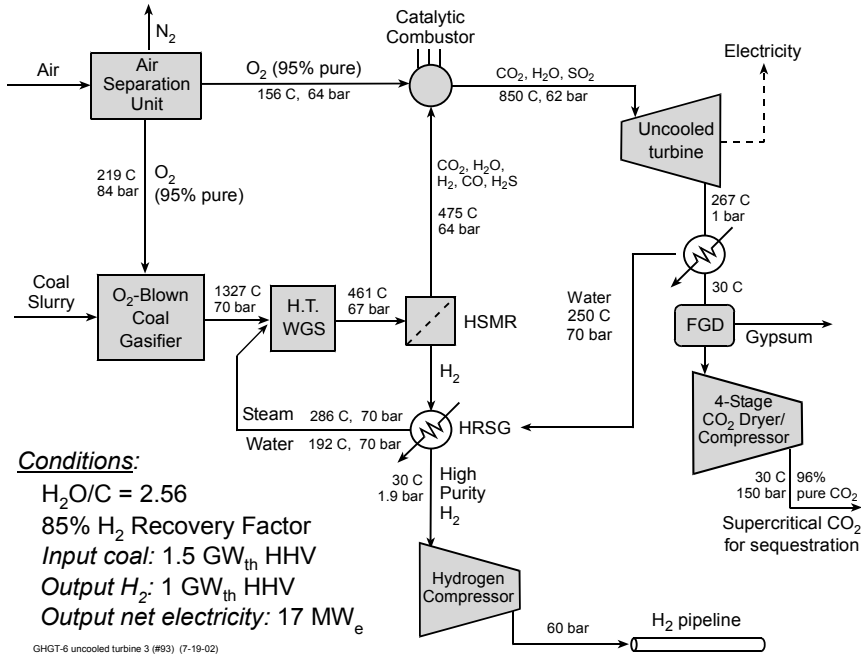 N₂
Air
Air
Separation
Unit
O₂ (95% pure)
156 C, 64 bar
Catalytic
Combustor
CO₂, H₂O, SO₂
850 C, 62 bar
Electricity
Uncooled
turbine
219 C
84 bar
O₂
(95% pure)
CO₂, H₂O,
H₂, CO, H₂S
475 C
64 bar
267 C
1 bar
30 C
Coal
Slurry
O₂-Blown
Coal
Gasifier
1327 C
70 bar
H.T.
WGS
461 C
67 bar
HSMR
Water
250 C
70 bar
FGD
Gypsum
H₂
Steam 286 C, 70 bar
Water 192 C, 70 bar
HRSG
4-Stage
CO₂ Dryer/
Compressor
30 C
1.9 bar
High
Purity
H₂
30 C
150 bar
96%
pure CO₂
Supercritical CO₂
for sequestration
Conditions:
H₂O/C = 2.56
85% H₂ Recovery Factor
Input coal: 1.5 GWth HHV
Output H₂: 1 GWth HHV
Output net electricity: 17 MWe
Hydrogen
Compressor
60 bar
H₂ pipeline
GHGT-6 uncooled turbine 3 (#93) (7-19-02)